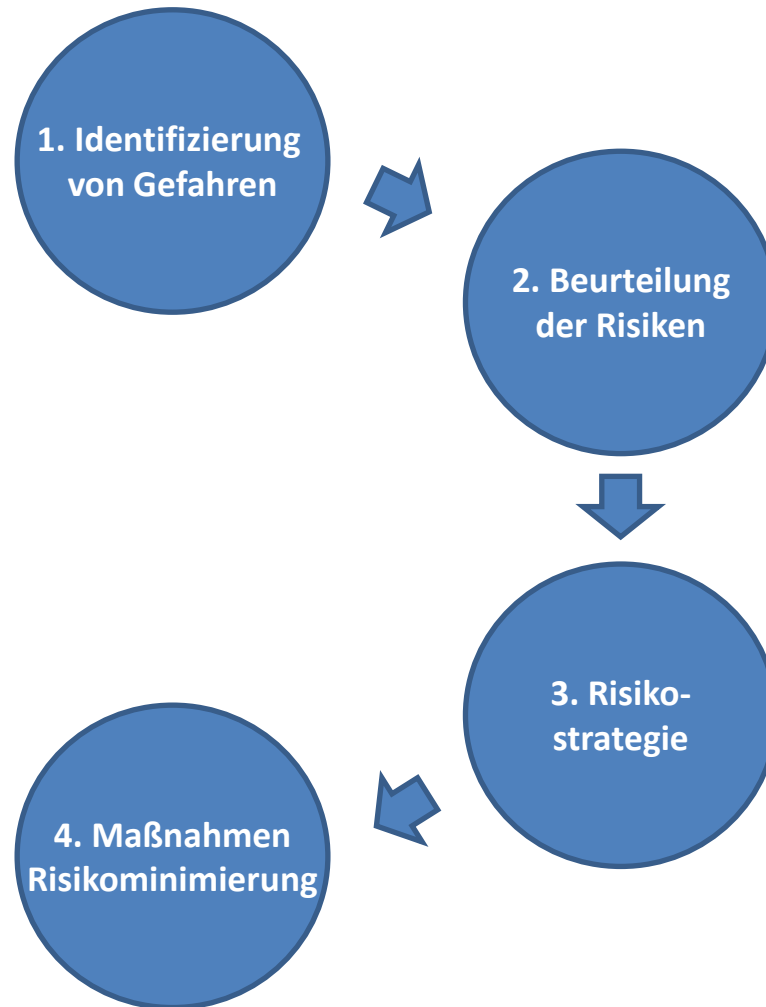 1. Identifizierung
von Gefahren
2. Beurteilung
der Risiken
3. Risiko-
strategie
4. Maßnahmen
Risikominimierung